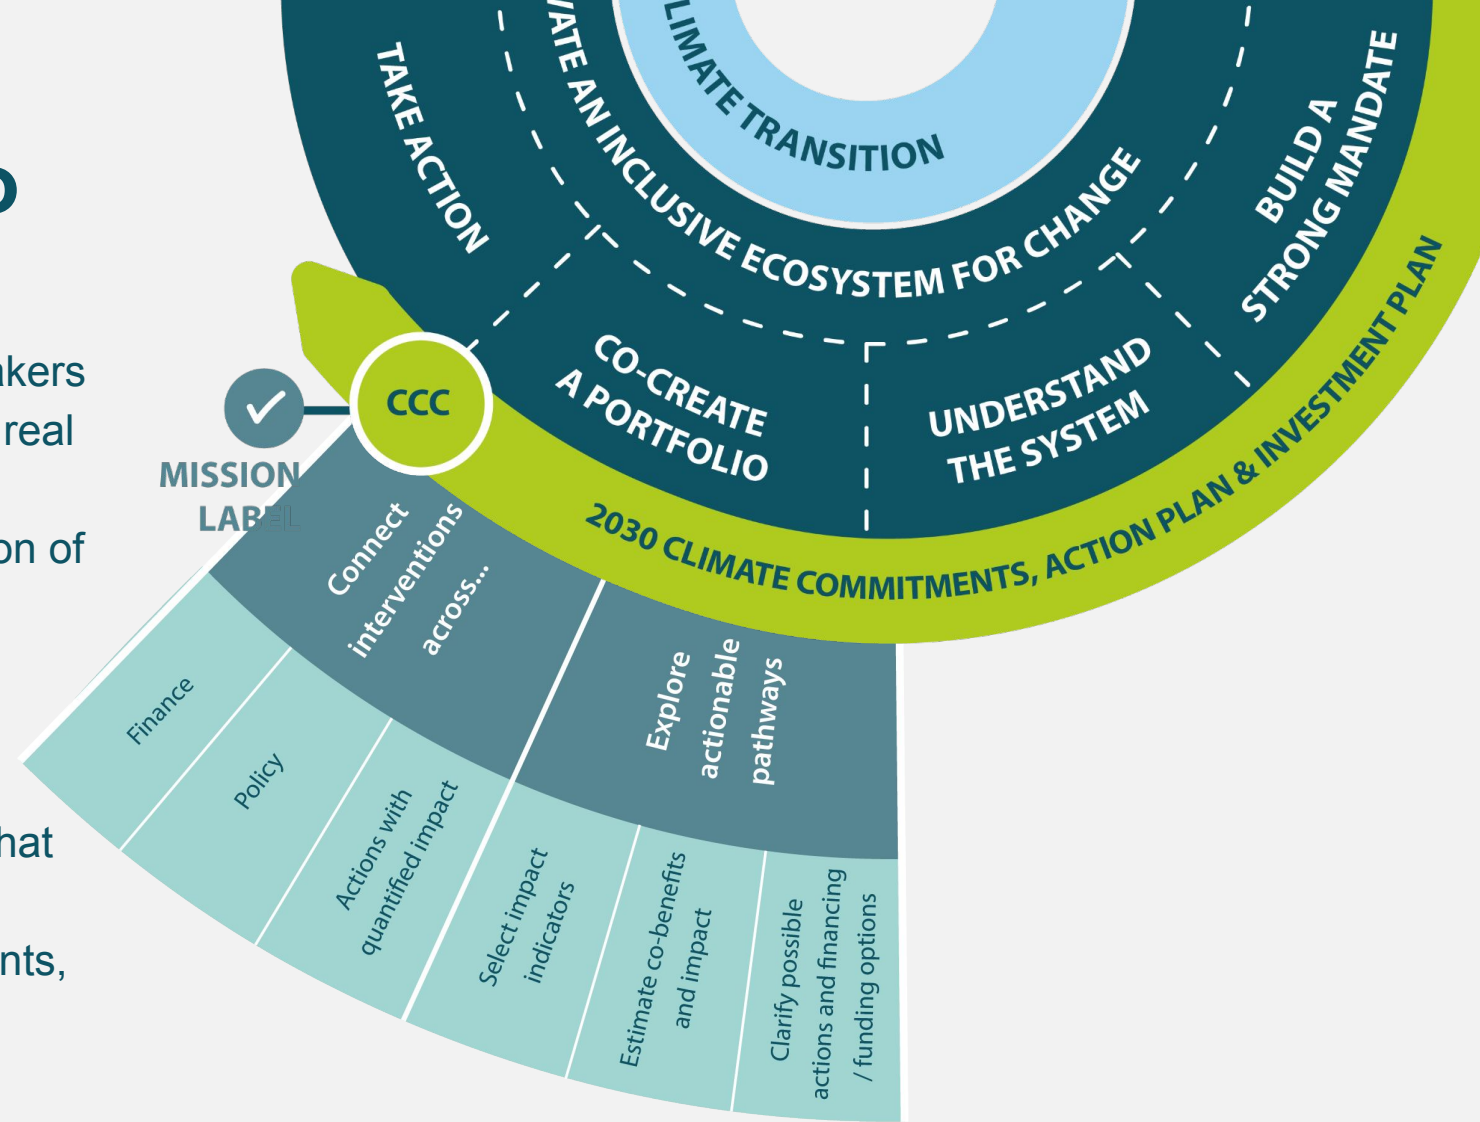 akers
real
on of
hat
nts,
TAKE ACTION
VATE AN INCLUSIVE ECOSYSTEM FOR CHANGE
LIMATE TRANSITION
BUILD A
STRONG MANDATE
CO-CREATE
A PORTFOLIO
UNDERSTAND
THE SYSTEM
2030 CLIMATE COMMITMENTS, ACTION PLAN & INVESTMENT PLAN
CCC
MISSION
LABEL
Connect
interventions
across...
Explore
actionable
pathways
Finance
Policy
Actions with
quantified impact
Select impact
indicators
Estimate co-benefits
and impact
Clarify possible
actions and financing
/ funding options